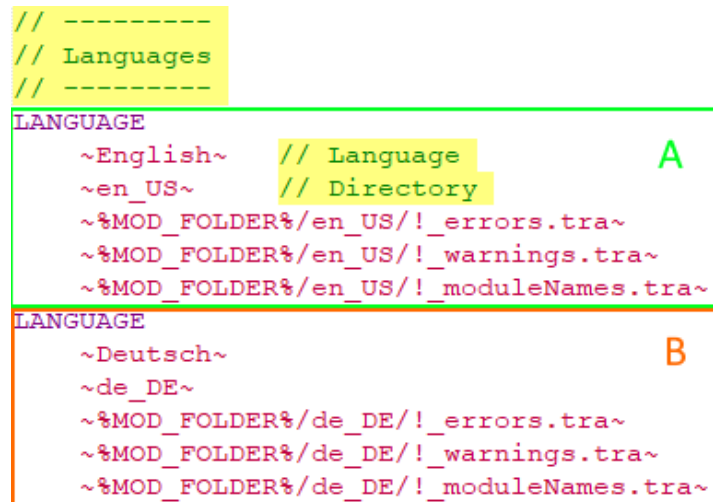 // ---------
// Languages
// ---------
LANGUAGE
~English~ // Language
A
~en_US~ // Directory
~%MOD_FOLDER%/en_US/!_errors.tra~
~%MOD_FOLDER%/en_US/!_warnings.tra~
~%MOD_FOLDER%/en_US/!_moduleNames.tra~
LANGUAGE
~Deutsch~
B
~de_DE~
~%MOD_FOLDER%/de_DE/!_errors.tra~
~%MOD_FOLDER%/de_DE/!_warnings.tra~
~%MOD_FOLDER%/de_DE/!_moduleNames.tra~